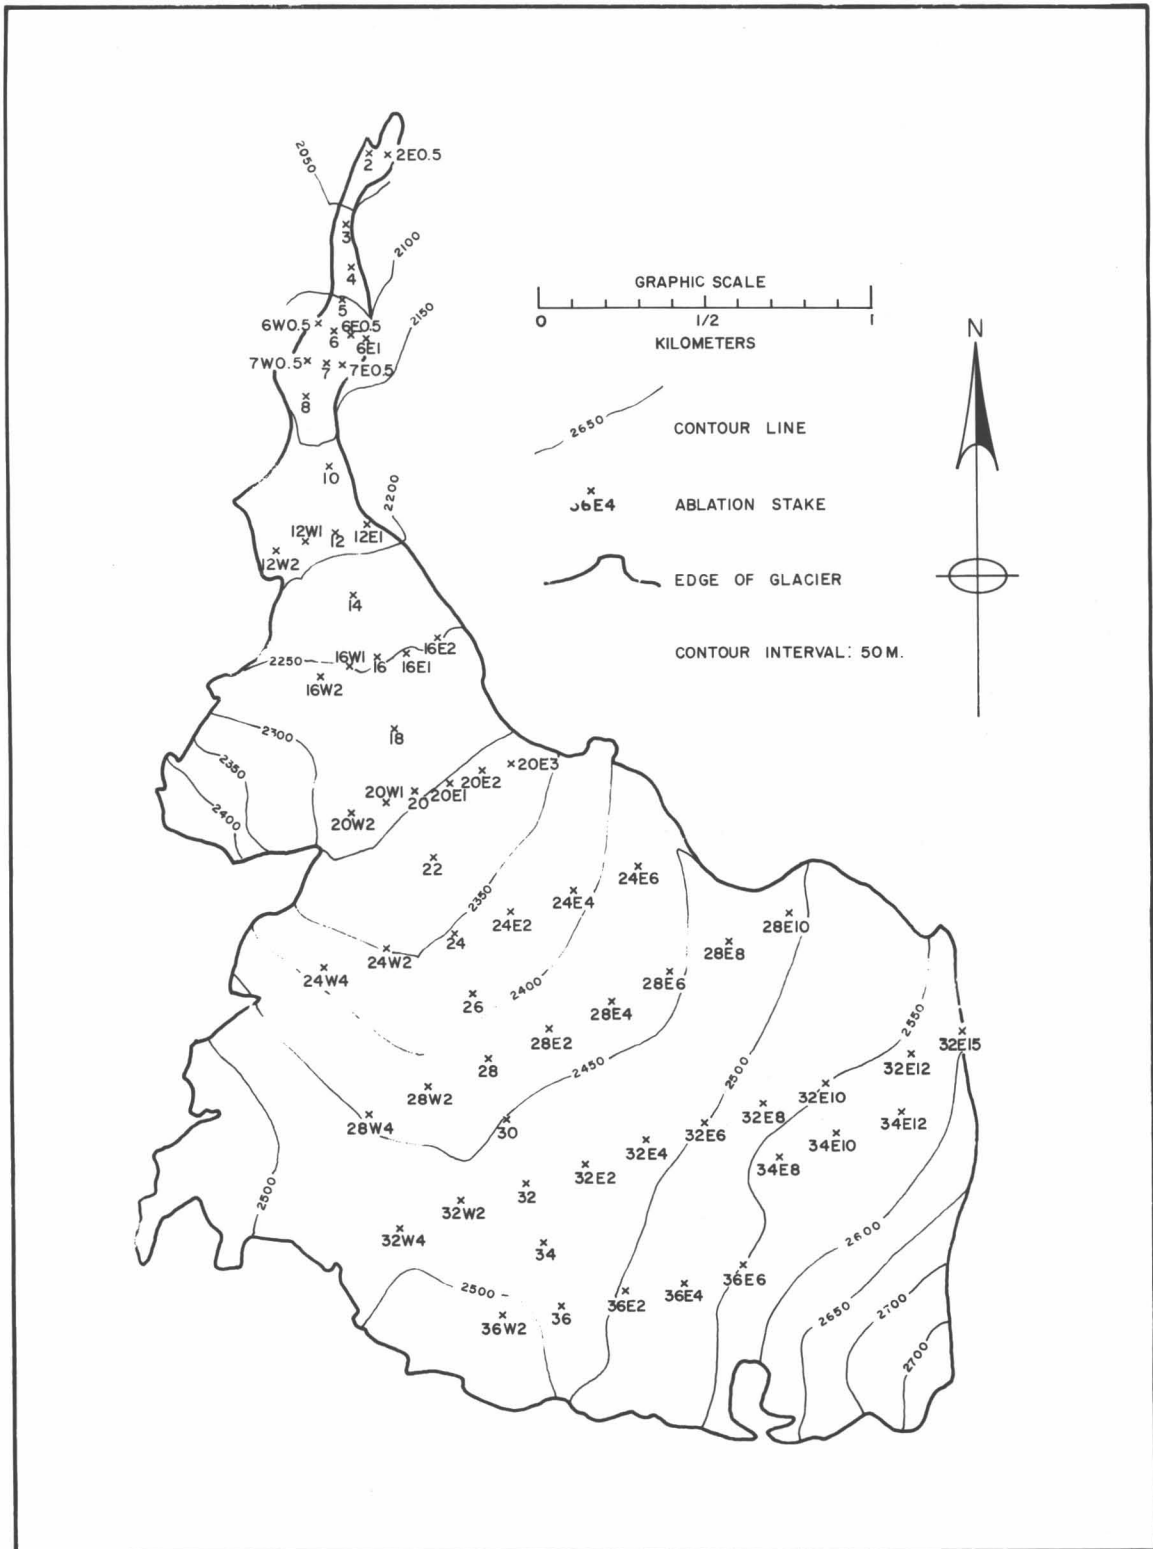 2050
2
2E0.5
3
2100
4
5
6W0.5
6E0.5
6
6E1
2150
7W0.5
7
7E0.5
8
GRAPHIC SCALE
0
1/2
1
KILOMETERS
N
2650
CONTOUR LINE
36E4
ABLATION STAKE
EDGE OF GLACIER
CONTOUR INTERVAL: 50M.
10
2200
12W1
12
12E1
12W2
14
2250
16W1
16
16E1
16E2
16W2
2300
18
2350
2400
20W1
20
20E1
20E2
20E3
20W2
22
2350
24E6
24E4
24E2
24
24W2
24W4
28E10
28E8
28E6
2400
26
28E4
28E2
28
2450
28W2
28W4
30
2550
32E15
32E12
2500
32E10
32E8
34E12
32E6
34E10
32E4
34E8
32E2
2500
32
32W2
32W4
34
2600
36E6
36E4
36E2
36
36W2
2500
2650
2700
2700